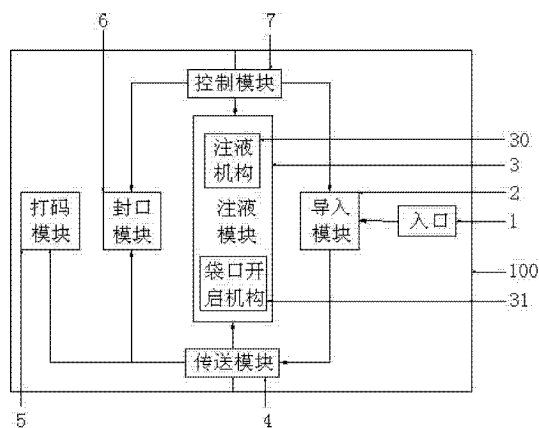 6
7
控制模块
注液
机构
30
3
打码
模块
封口
模块
注液
模块
导入
模块
2
入口
1
袋口开
启机构
100
31
传送模块
5
4